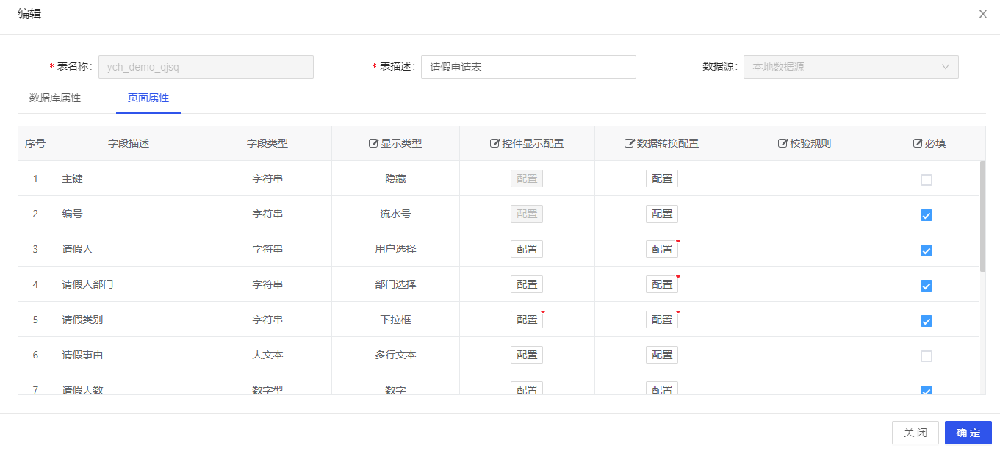 编辑
* 表名称: ych_demo_qjsq * 表描述: 请假申请表 数据源: 本地数据源
数据库属性 页面属性
序号 字段描述 字段类型 显示类型 控件显示配置 数据转换配置 校验规则 必填
1 主键 字符串 隐藏 配置 配置
2 编号 字符串 流水号 配置 配置
3 请假人 字符串 用户选择 配置 配置
4 请假人部门 字符串 部门选择 配置 配置
5 请假类别 字符串 下拉框 配置 配置
6 请假事由 大文本 多行文本 配置 配置
7 请假天数 数字型 数字 配置 配置
关 闭 确 定